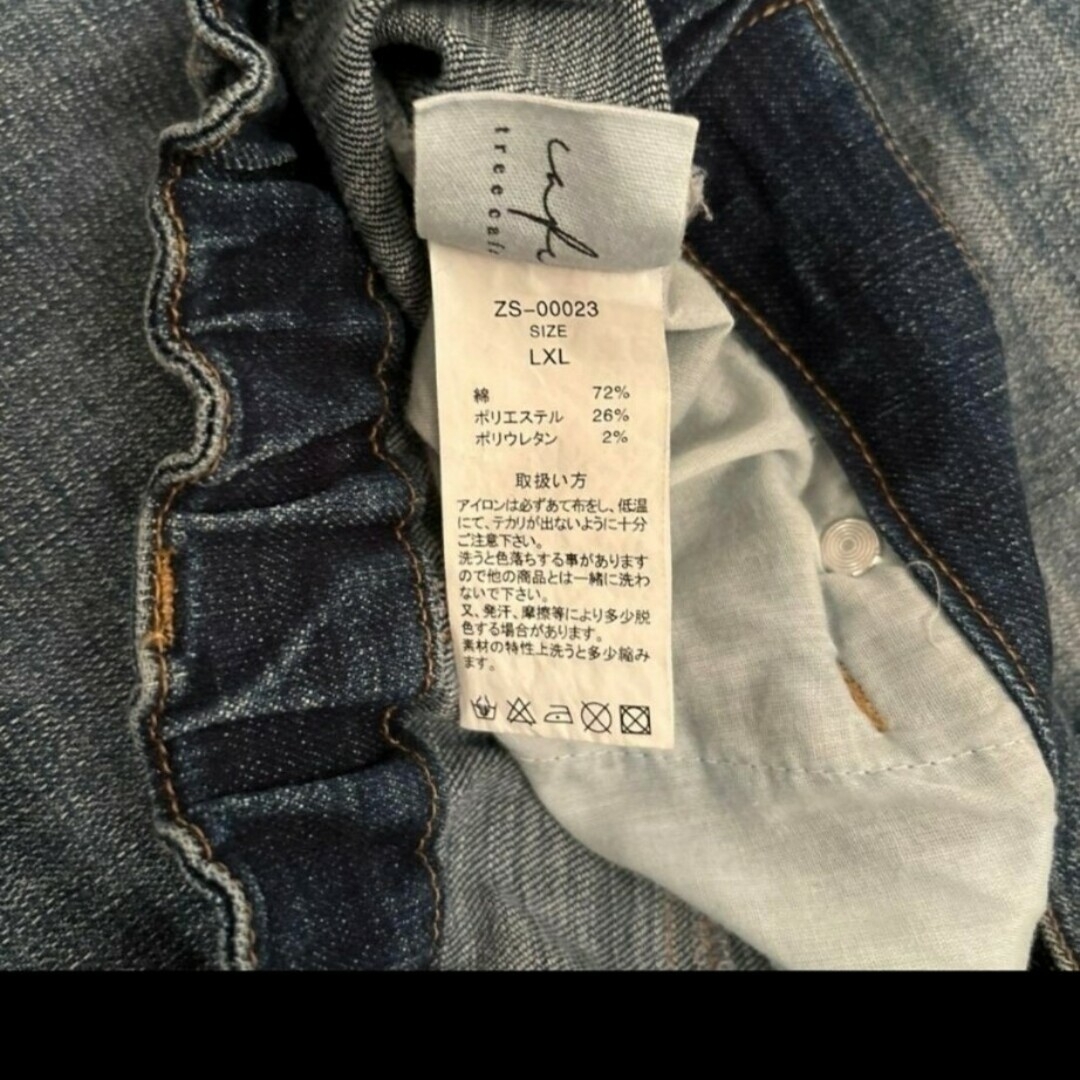 cafe
tree cafe
ZS-00023
SIZE
LXL
綿 72%
ポリエステル 26%
ポリウレタン 2%
取扱い方
アイロンは必ずあて布をし、低温
にて、テカリが出ないように十分
ご注意下さい。
洗うと色落ちする事があります
ので他の商品とは一緒に洗わ
ないで下さい。
又、発汗、摩擦等により多少脱
色する場合があります。
素材の特性上洗うと多少縮み
ます。